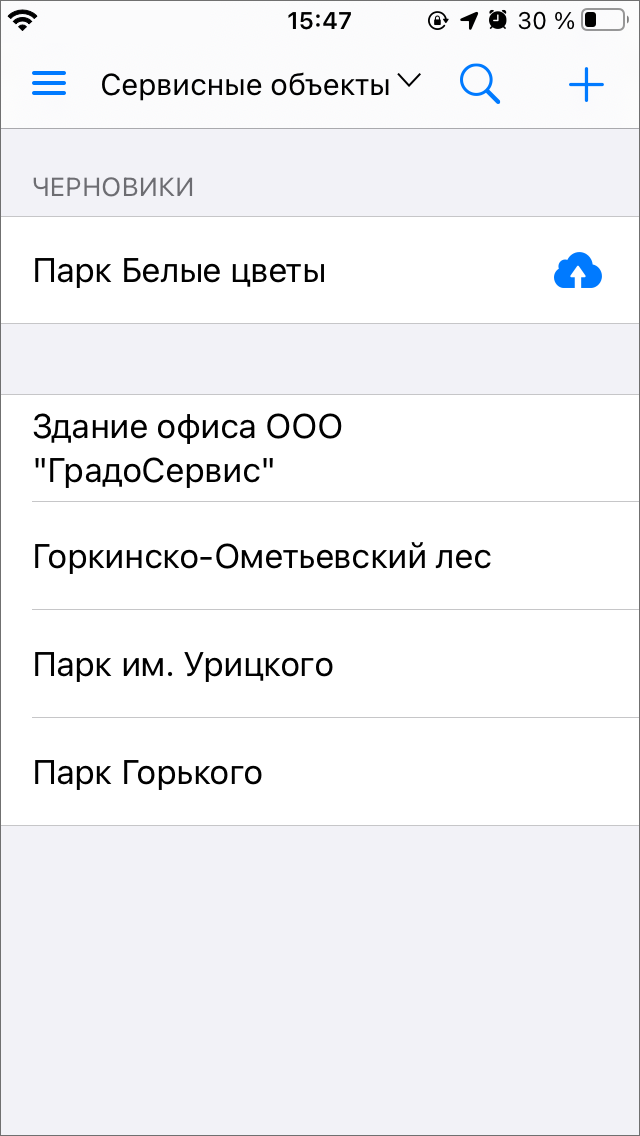 15:47 30 %
Сервисные объекты
ЧЕРНОВИКИ
Парк Белые цветы
Здание офиса ООО
"ГрадоСервис"
Горкинско-Ометьевский лес
Парк им. Урицкого
Парк Горького